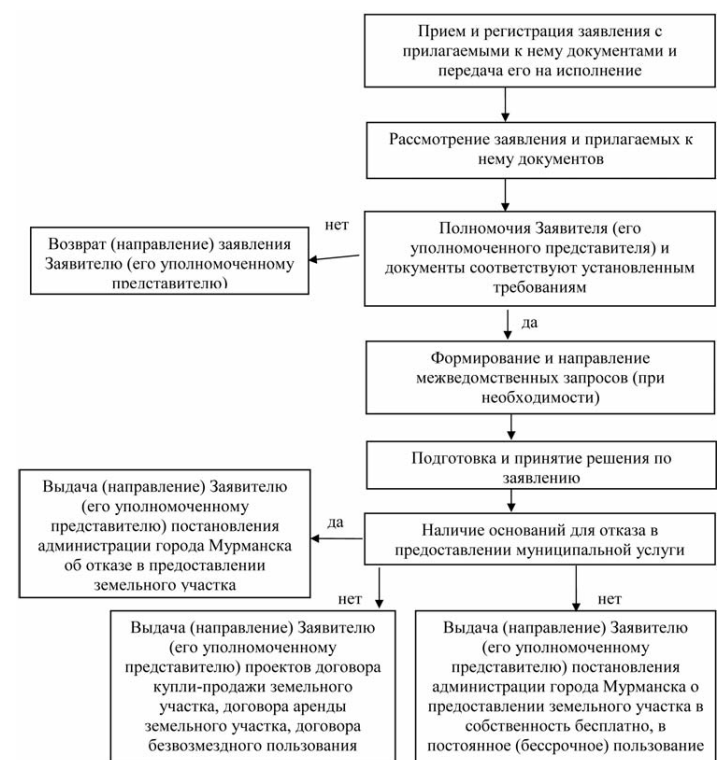 Прием и регистрация заявления с
прилагаемыми к нему документами и
передача его на исполнение
Рассмотрение заявления и прилагаемых к
нему документов
Полномочия Заявителя (его
уполномоченного представителя) и
документы соответствуют установленным
требованиям
нет
Возврат (направление) заявления
Заявителю (его уполномоченному
представителю)
да
Формирование и направление
межведомственных запросов (при
необходимости)
Подготовка и принятие решения по
заявлению
Наличие оснований для отказа в
предоставлении муниципальной услуги
да
Выдача (направление) Заявителю
(его уполномоченному
представителю) постановления
администрации города Мурманска
об отказе в предоставлении
земельного участка
нет
Выдача (направление) Заявителю
(его уполномоченному
представителю) проектов договора
купли-продажи земельного
участка, договора аренды
земельного участка, договора
безвозмездного пользования
нет
Выдача (направление) Заявителю
(его уполномоченному
представителю) постановления
администрации города Мурманска о
предоставлении земельного участка в
собственность бесплатно, в
постоянное (бессрочное) пользование